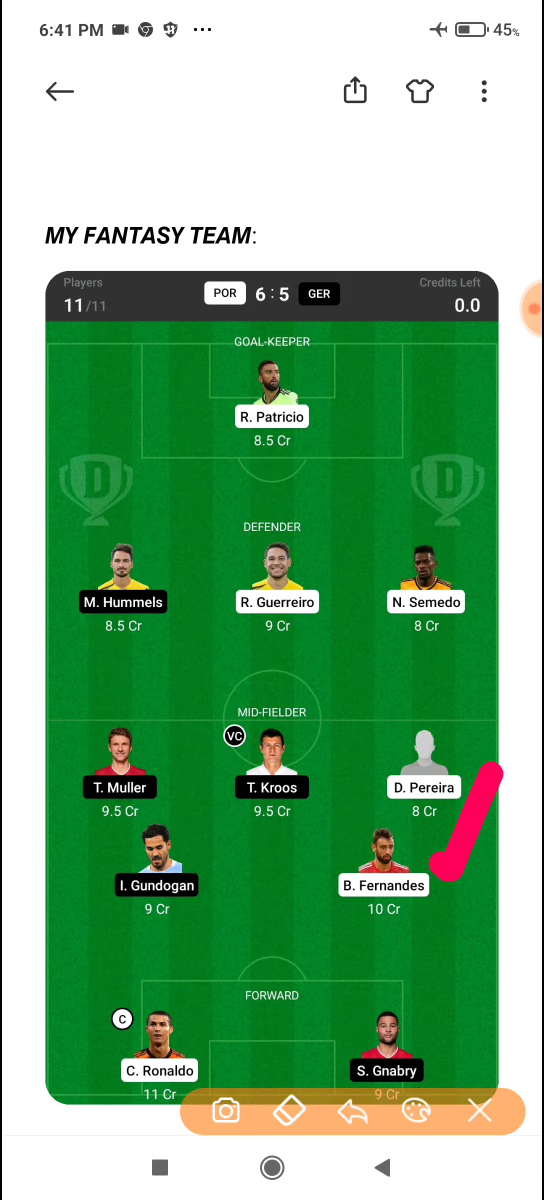 6:41 PM ... 45%
MY FANTASY TEAM:
Players Credits Left
11/11 POR 6 : 5 GER 0.0
GOAL-KEEPER
R. Patricio
8.5 Cr
D D
DEFENDER
M. Hummels R. Guerreiro N. Semedo
8.5 Cr 9 Cr 8 Cr
MID-FIELDER
VC
T. Muller T. Kroos D. Pereira
9.5 Cr 9.5 Cr 8 Cr
I. Gundogan B. Fernandes
9 Cr 10 Cr
FORWARD
C
C. Ronaldo S. Gnabry
11 Cr 9 Cr